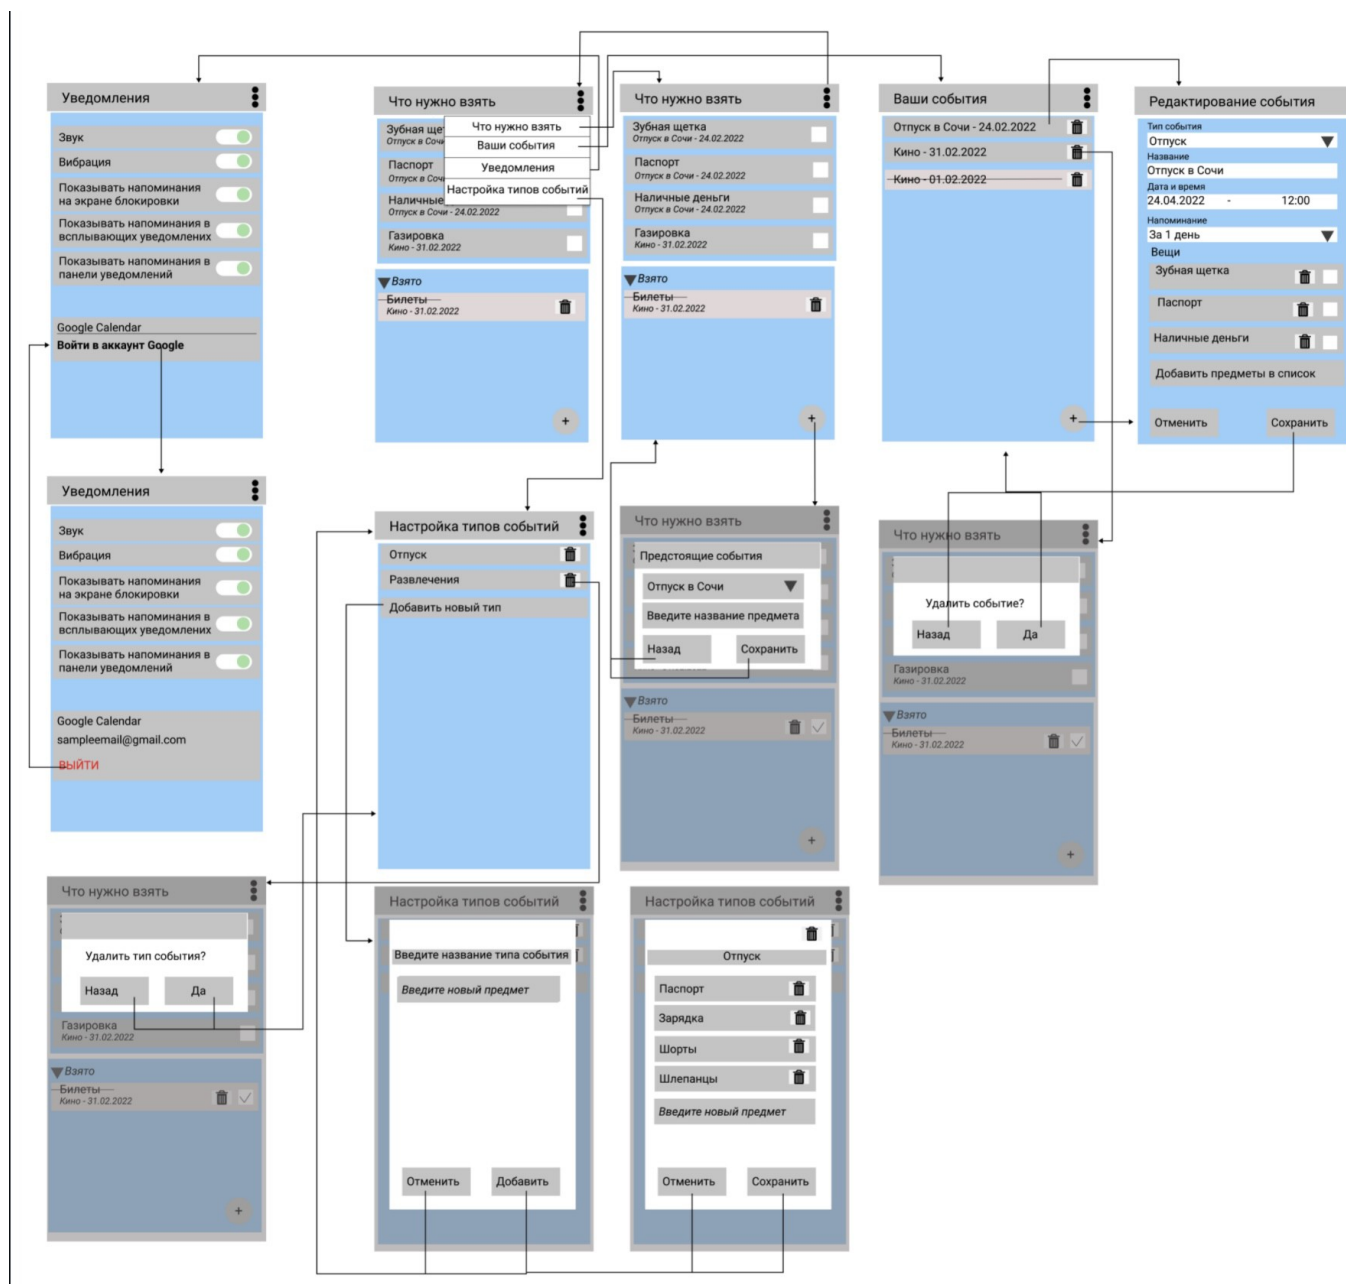 Уведомления
Звук
Вибрация
Показывать напоминания
на экране блокировки
Показывать напоминания в
всплывающих уведомлених
Показывать напоминания в
панели уведомлений
Google Calendar
Войти в аккаунт Google
Что нужно взять
Зубная ще
Отпуск в Сочи
Паспорт
Отпуск в Сочи
Наличные
Отпуск в Сочи - 24.02.2022
Газировка
Кино - 31.02.2022
Что нужно взять
Ваши события
Уведомления
Настройка типов событий
Взято
Билеты
Кино - 31.02.2022
+
Что нужно взять
Зубная щетка
Отпуск в Сочи - 24.02.2022
Паспорт
Отпуск в Сочи - 24.02.2022
Наличные деньги
Отпуск в Сочи - 24.02.2022
Газировка
Кино - 31.02.2022
Взято
Билеты
Кино - 31.02.2022
+
Ваши события
Отпуск в Сочи - 24.02.2022
Кино - 31.02.2022
Кино - 01.02.2022
+
Редактирование события
Тип события
Отпуск
Название
Отпуск в Сочи
Дата и время
24.04.2022 - 12:00
Напоминание
За 1 день
Вещи
Зубная щетка
Паспорт
Наличные деньги
Добавить предметы в список
Отменить Сохранить
Уведомления
Звук
Вибрация
Показывать напоминания
на экране блокировки
Показывать напоминания в
всплывающих уведомлених
Показывать напоминания в
панели уведомлений
Google Calendar
sampleemail@gmail.com
ВЫЙТИ
Настройка типов событий
Отпуск
Развлечения
Добавить новый тип
Что нужно взять
Предстоящие события
Отпуск в Сочи
Введите название предмета
Назад Сохранить
Взято
Билеты
Кино - 31.02.2022
+
Что нужно взять
Удалить событие?
Назад Да
Газировка
Кино - 31.02.2022
Взято
Билеты
Кино - 31.02.2022
+
Что нужно взять
Удалить тип события?
Назад Да
Газировка
Кино - 31.02.2022
Взято
Билеты
Кино - 31.02.2022
+
Настройка типов событий
Введите название типа события
Введите новый предмет
Отменить Добавить
Настройка типов событий
Отпуск
Паспорт
Зарядка
Шорты
Шлепанцы
Введите новый предмет
Отменить Сохранить